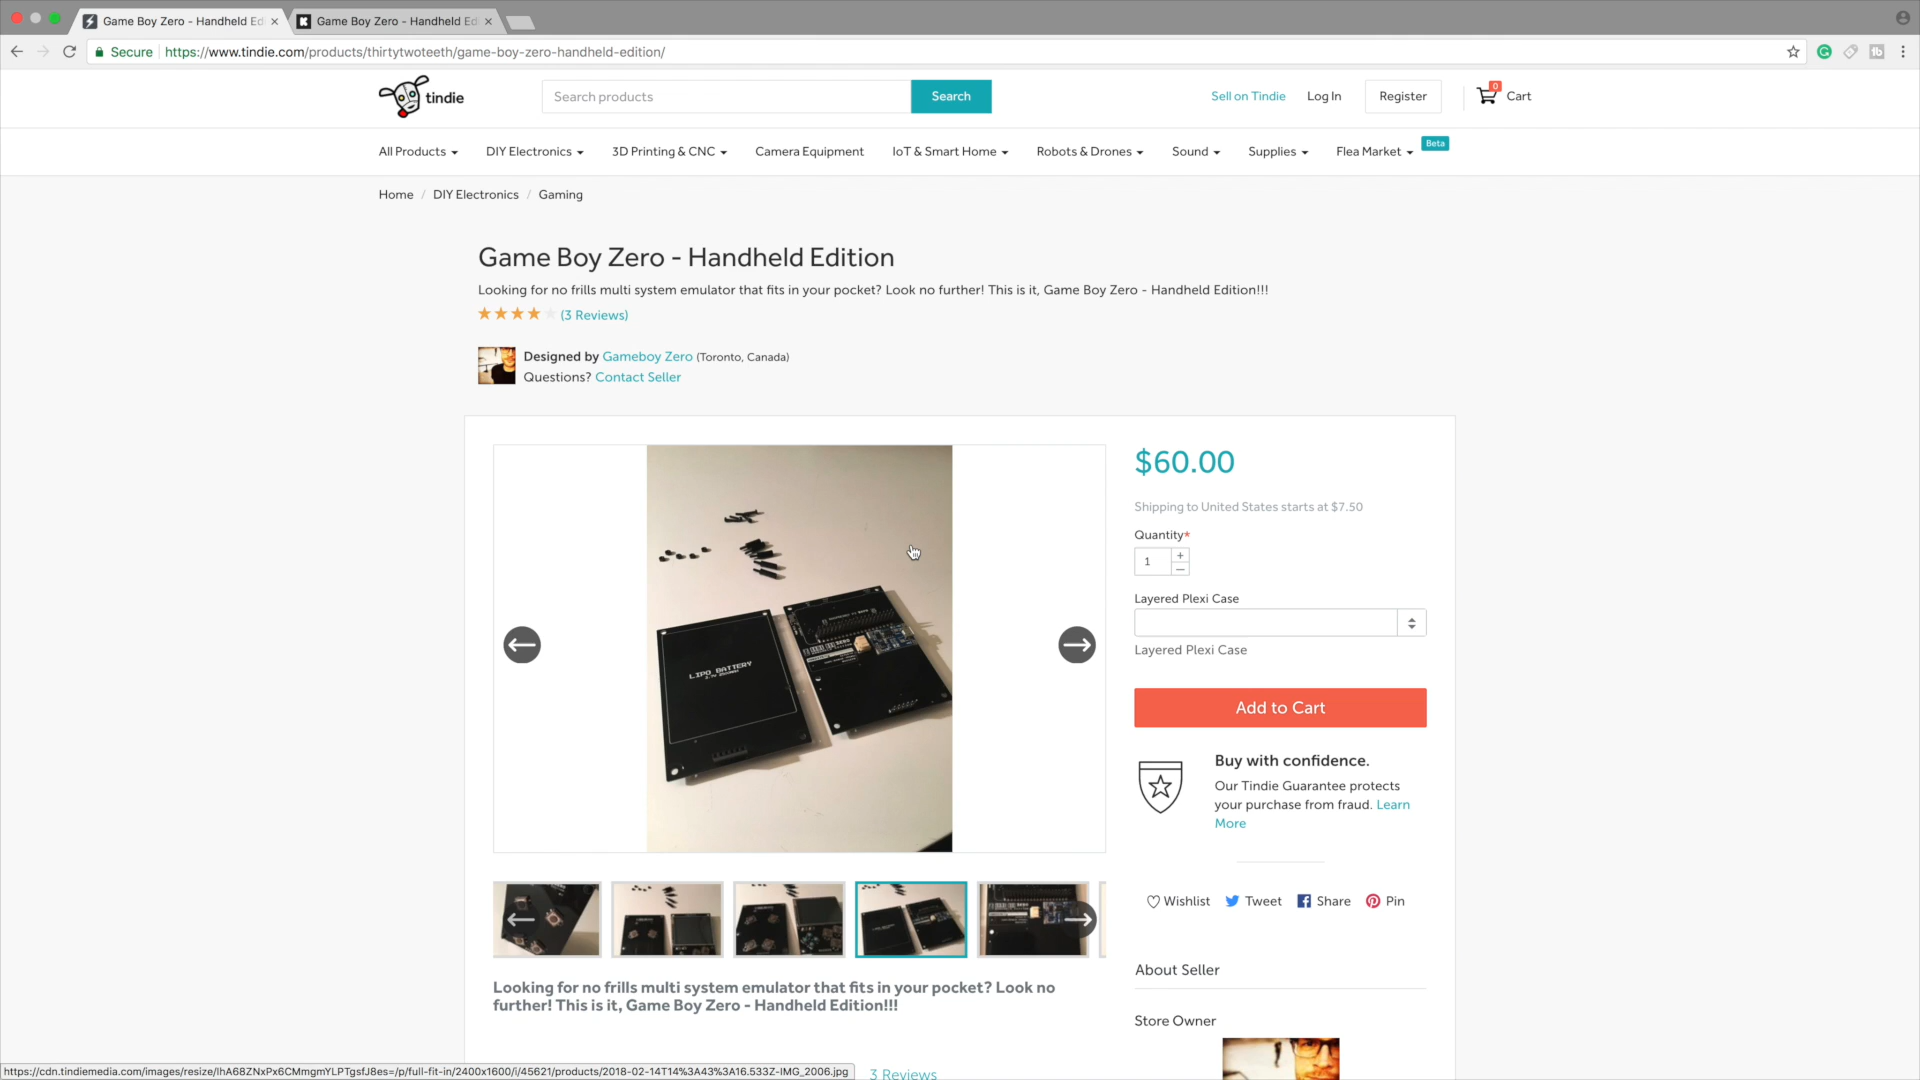 Game Boy Zero - Handheld Ed
Game Boy Zero - Handheld Ed
Secure
https://www.tindie.com/products/thirtytwoteeth/game-boy-zero-handheld-edition/
tindie
Search products
Search
Sell on Tindie
Log In
Register
0
Cart
All Products
DIY Electronics
3D Printing & CNC
Camera Equipment
IoT & Smart Home
Robots & Drones
Sound
Supplies
Flea Market
Beta
Home / DIY Electronics / Gaming
Game Boy Zero - Handheld Edition
Looking for no frills multi system emulator that fits in your pocket? Look no further! This is it, Game Boy Zero - Handheld Edition!!!
(3 Reviews)
Designed by Gameboy Zero (Toronto, Canada)
Questions? Contact Seller
LIPO BATTERY
$60.00
Shipping to United States starts at $7.50
Quantity*
1
+
–
Layered Plexi Case
Layered Plexi Case
Add to Cart
Buy with confidence.
Our Tindie Guarantee protects
your purchase from fraud. Learn
More
Wishlist
Tweet
Share
Pin
About Seller
Store Owner
Looking for no frills multi system emulator that fits in your pocket? Look no
further! This is it, Game Boy Zero - Handheld Edition!!!
3 Reviews
https://cdn.tindiemedia.com/images/resize/lhA68ZNxPx6CMmgmYLPTgsfJ8es=/p/full-fit-in/2400x1600/i/45621/products/2018-02-14T14%3A43%3A16.533Z-IMG_2006.jpg